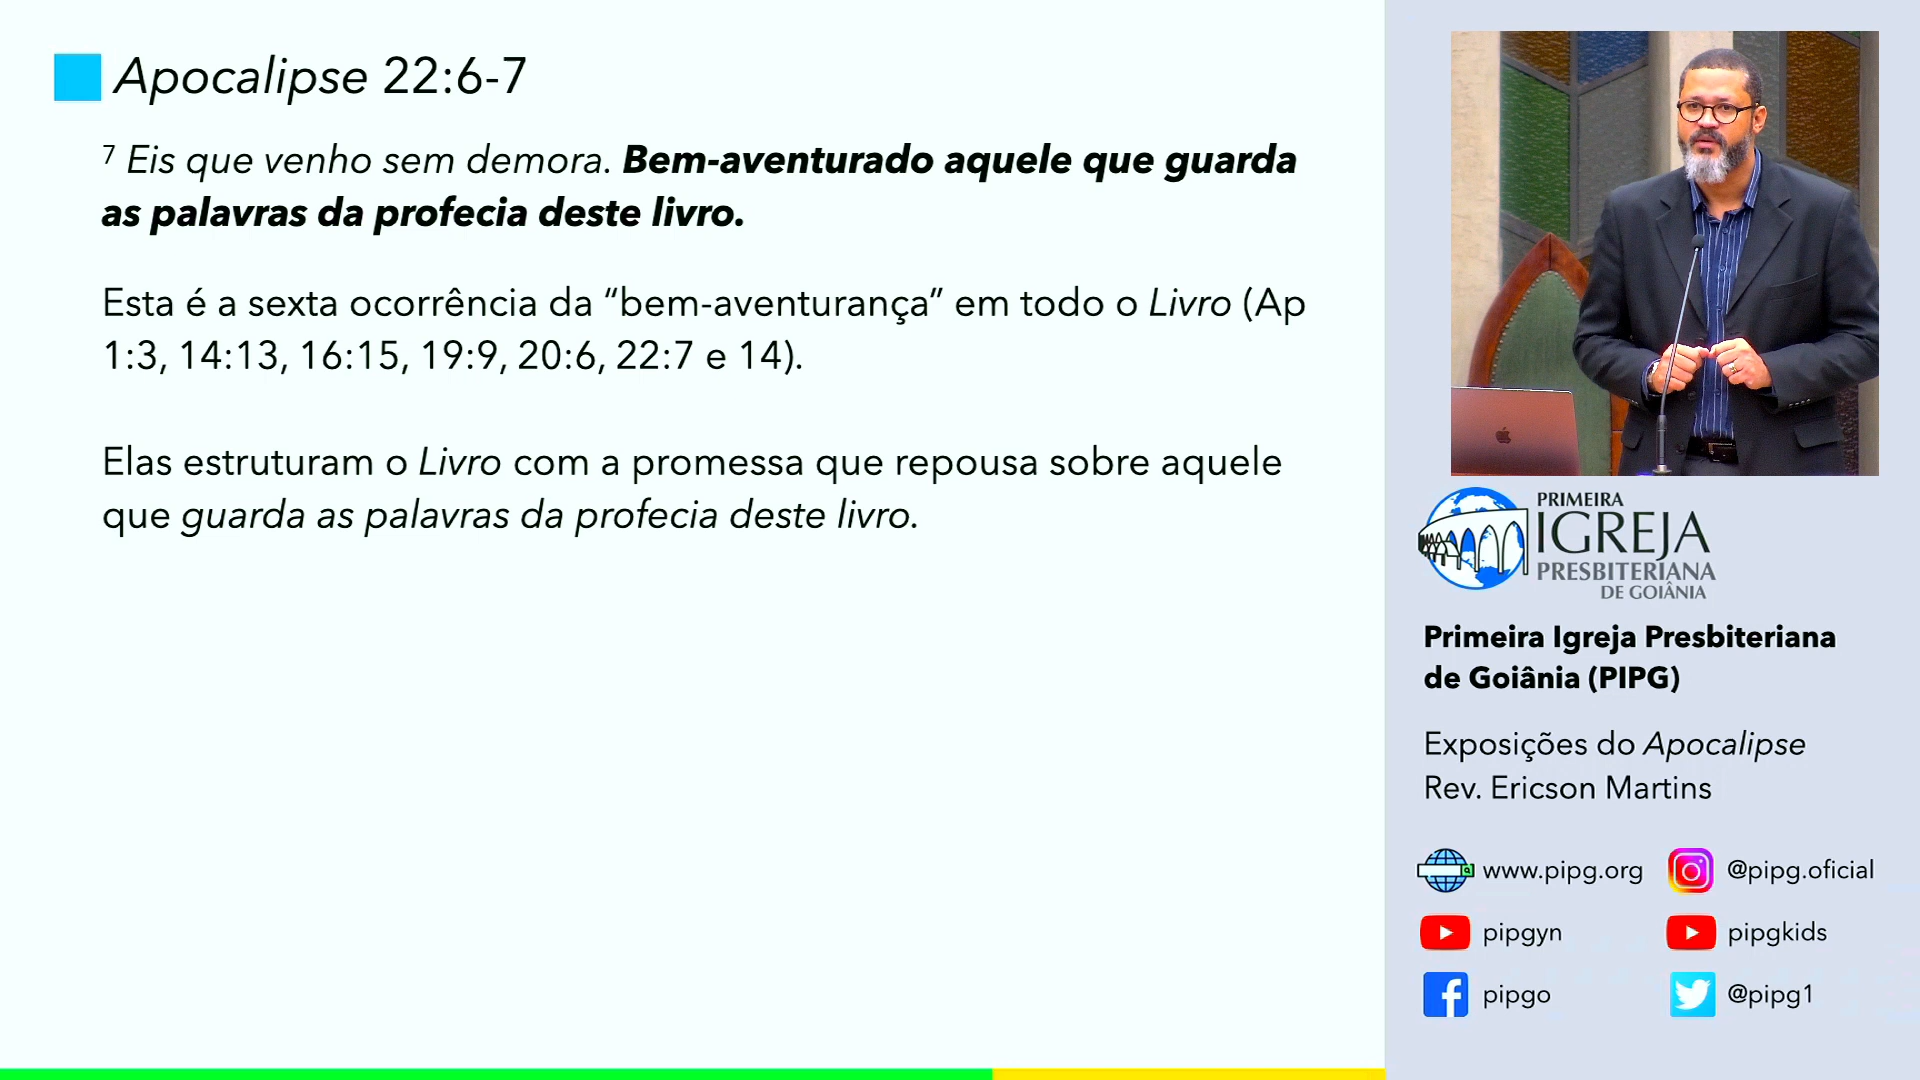 Apocalipse 22:6-7
7 Eis que venho sem demora. Bem-aventurado aquele que guarda
as palavras da profecia deste livro.
Esta é a sexta ocorrência da “bem-aventurança” em todo o Livro (Ap
1:3, 14:13, 16:15, 19:9, 20:6, 22:7 e 14).
Elas estruturam o Livro com a promessa que repousa sobre aquele
que guarda as palavras da profecia deste livro.
PRIMEIRA
IGREJA
PRESBITERIANA
DE GOIÂNIA
Primeira Igreja Presbiteriana
de Goiânia (PIPG)
Exposições do Apocalipse
Rev. Ericson Martins
www.pipg.org @pipg.oficial
pipgyn pipgkids
pipgo @pipg1